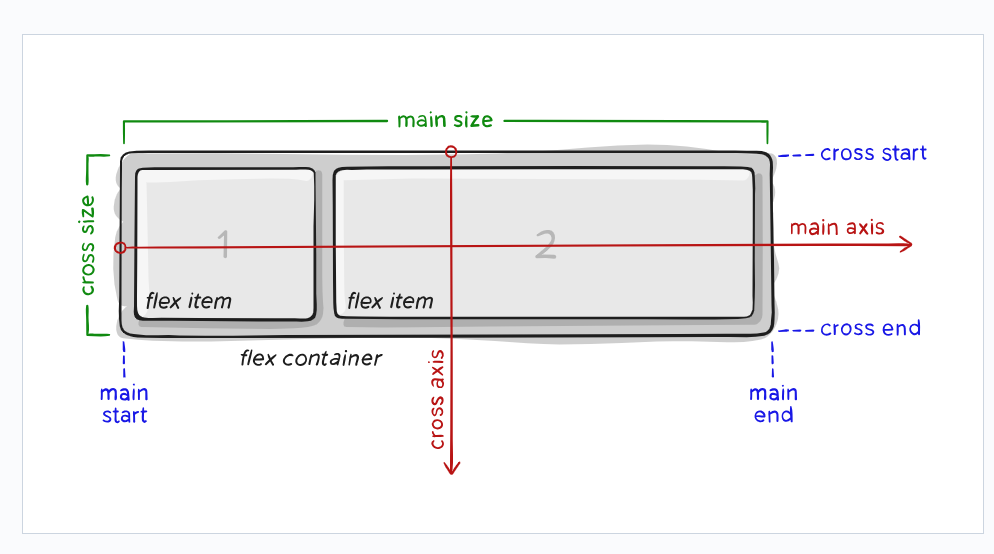 main size
cross start
cross size
main axis
1
2
flex item
flex item
cross end
flex container
cross axis
main
start
main
end